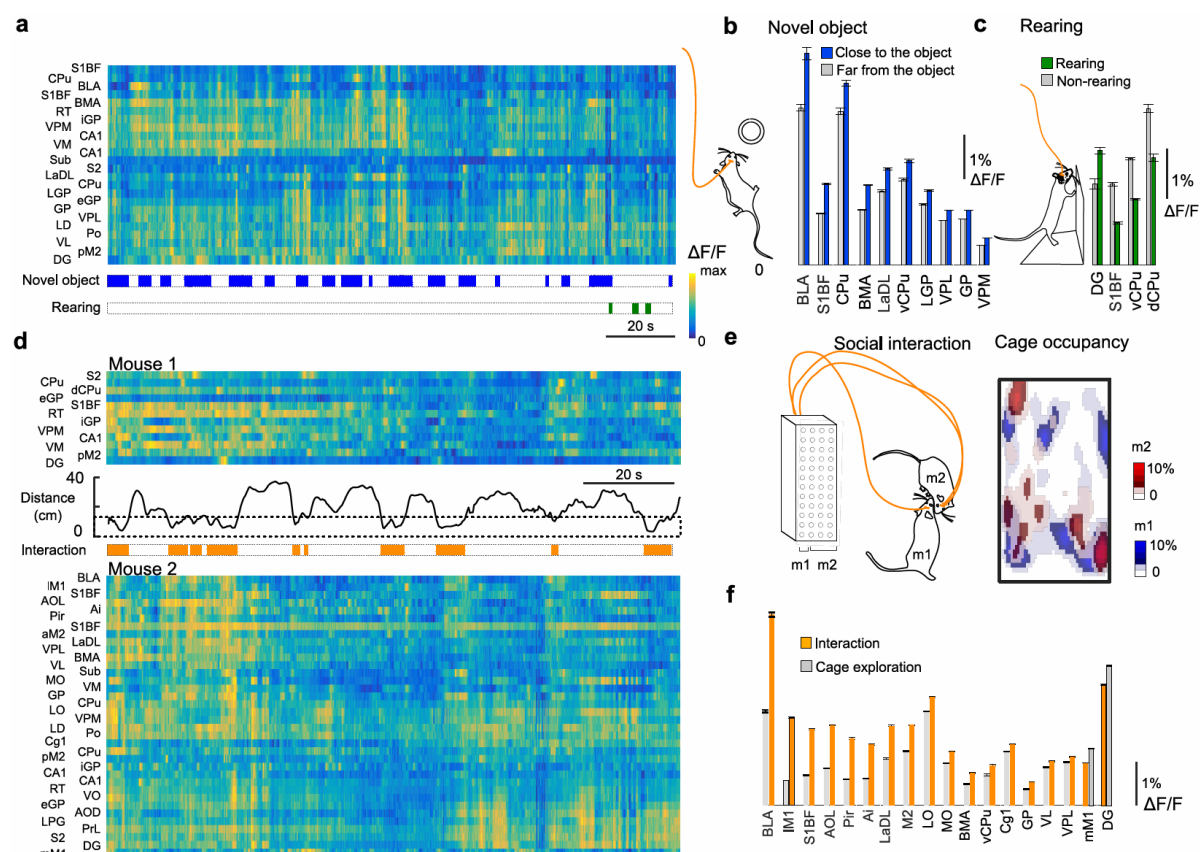 a
S1BF
CPu
BLA
S1BF
BMA
RT
iGP
VPM
CA1
VM
CA1
Sub
S2
LaDL
CPu
LGP
eGP
GP
VPL
LD
Po
VL
pM2
DG
Novel object
Rearing
20 s
ΔF/F
max
0
0
b Novel object
Close to the object
Far from the object
1%
ΔF/F
BLA
S1BF
CPu
BMA
LaDL
vCPu
LGP
VPL
GP
VPM
c Rearing
Rearing
Non-rearing
1%
ΔF/F
DG
S1BF
vCPu
dCPu
d
Mouse 1
S2
CPu
dCPu
eGP
S1BF
RT
iGP
VPM
CA1
VM
pM2
DG
20 s
40
Distance
(cm)
0
Interaction
Mouse 2
BLA
lM1
S1BF
AOL
Ai
Pir
S1BF
aM2
LaDL
VPL
BMA
VL
Sub
MO
VM
GP
CPu
LO
VPM
LD
Po
Cg1
CPu
pM2
iGP
CA1
CA1
RT
VO
eGP
AOD
LPG
PrL
S2
DG
mM1
e
Social interaction
m2
m1
m1 m2
Cage occupancy
m2
10%
0
m1
10%
0
f
Interaction
Cage exploration
1%
ΔF/F
BLA
lM1
S1BF
AOL
Pir
Ai
LaDL
M2
LO
MO
BMA
vCPu
Cg1
GP
VL
VPL
mM1
DG